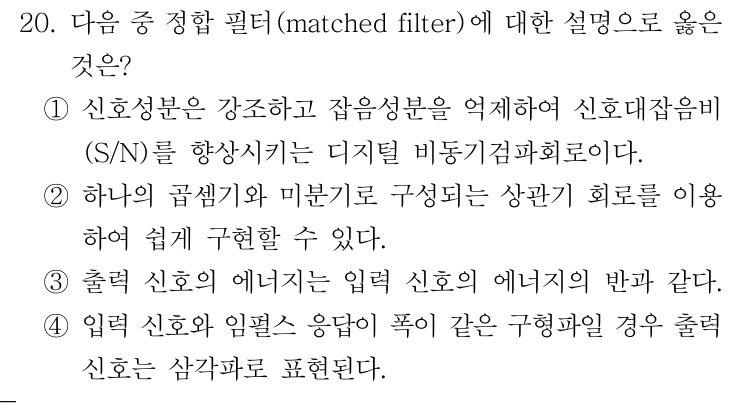 20. 다음 중 정합 필터(matched filter)에 대한 설명으로 옳은
것은?
① 신호성분은 강조하고 잡음성분을 억제하여 신호대잡음비
(S/N)를 향상시키는 디지털 비동기검파회로이다.
② 하나의 곱셈기와 미분기로 구성되는 상관기 회로를 이용
하여 쉽게 구현할 수 있다.
③ 출력 신호의 에너지는 입력 신호의 에너지의 반과 같다.
④ 입력 신호와 임펄스 응답이 폭이 같은 구형파일 경우 출력
신호는 삼각파로 표현된다.